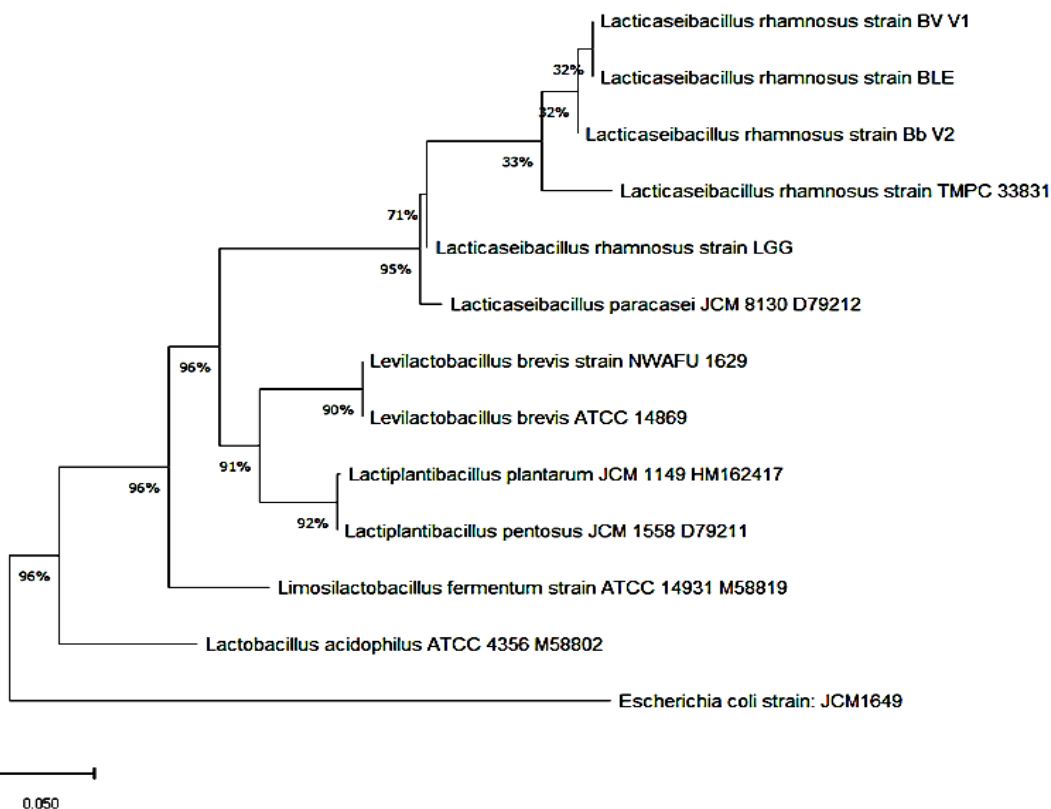 Lacticaseibacillus rhamnosus strain BV V1
32%
Lacticaseibacillus rhamnosus strain BLE
32%
Lacticaseibacillus rhamnosus strain Bb V2
33%
Lacticaseibacillus rhamnosus strain TMPC 33831
71%
Lacticaseibacillus rhamnosus strain LGG
95%
Lacticaseibacillus paracasei JCM 8130 D79212
96%
Levilactobacillus brevis strain NWAFU 1629
90%
Levilactobacillus brevis ATCC 14869
91%
Lactiplantibacillus plantarum JCM 1149 HM162417
96%
92%
Lactiplantibacillus pentosus JCM 1558 D79211
96%
Limosilactobacillus fermentum strain ATCC 14931 M58819
Lactobacillus acidophilus ATCC 4356 M58802
Escherichia coli strain: JCM1649
0.050